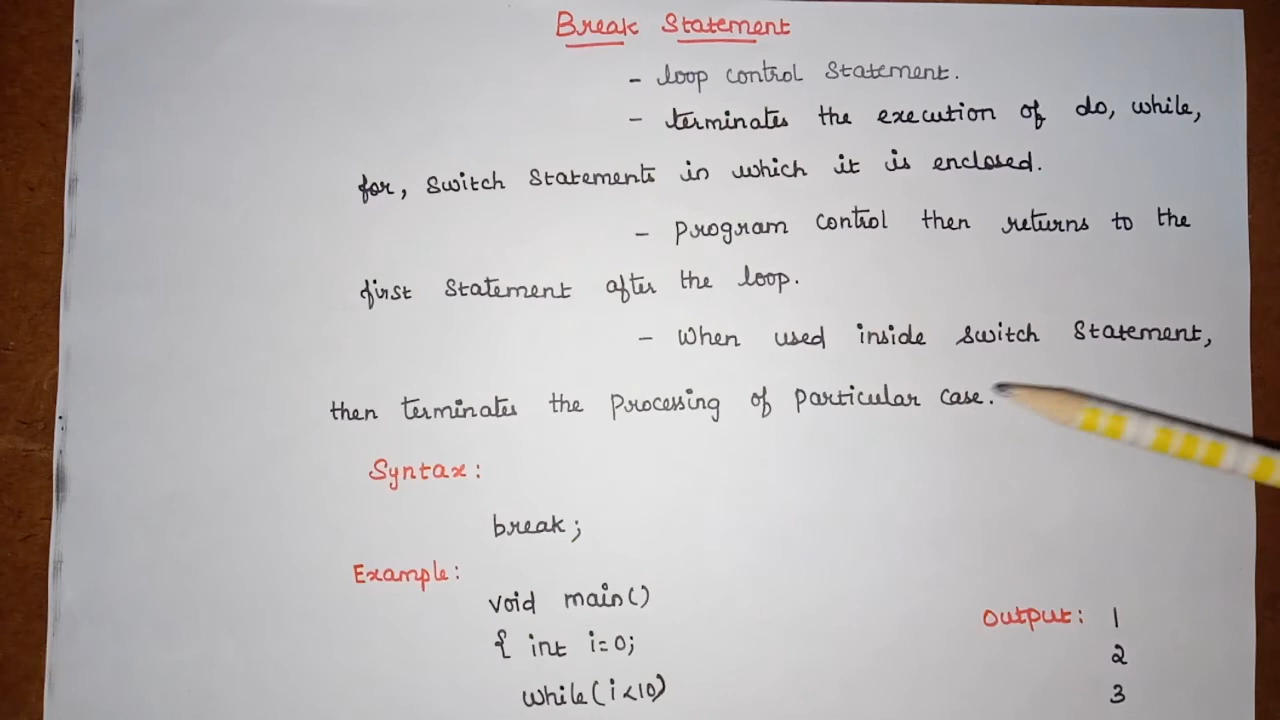 Break Statement
- loop control Statement.
- terminates the execution of do, while,
for, switch Statements in which it is enclosed.
- Program control then returns to the
first Statement after the loop.
- When used inside switch Statement,
then terminates the processing of particular case.
Syntax:
break;
Example:
void main()
{ int i=0;
Output: 1
2
while(i<10)
3